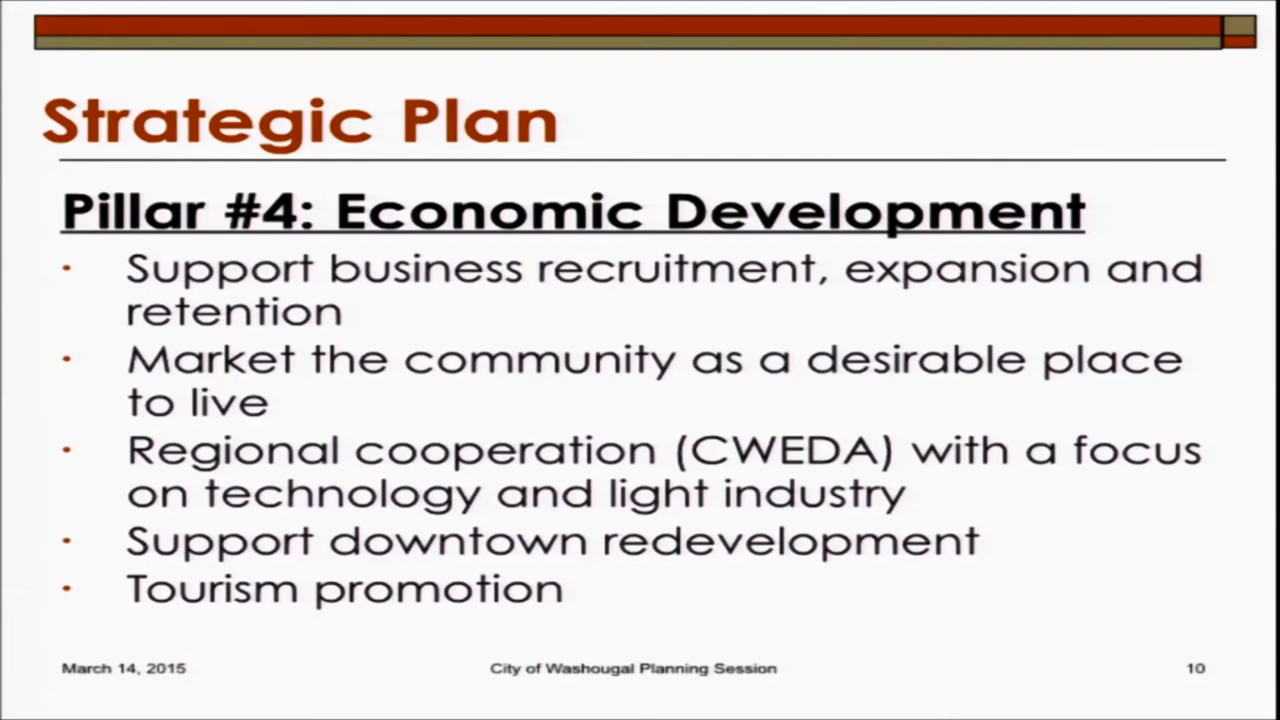 Strategic Plan
Pillar #4: Economic Development
· Support business recruitment, expansion and
retention
· Market the community as a desirable place
to live
· Regional cooperation (CWEDA) with a focus
on technology and light industry
· Support downtown redevelopment
· Tourism promotion
March 14, 2015 City of Washougal Planning Session 10